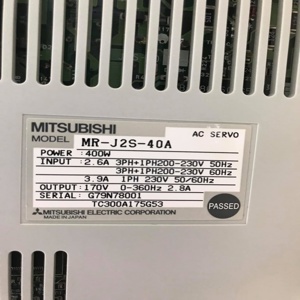 MITSUBISHI
AC SERVO
MODEL MR-J2S-40A
POWER : 400W
INPUT : 2.6A 3PH+1PH200-230V 50Hz
3PH+1PH200-230V 60Hz
3.9A 1PH 230V 50/60Hz
OUTPUT: 170V 0-360Hz 2.8A
SERIAL: G79N78001
TC300A175G53
MITSUBISHI ELECTRIC CORPORATION
MADE IN JAPAN
PASSED